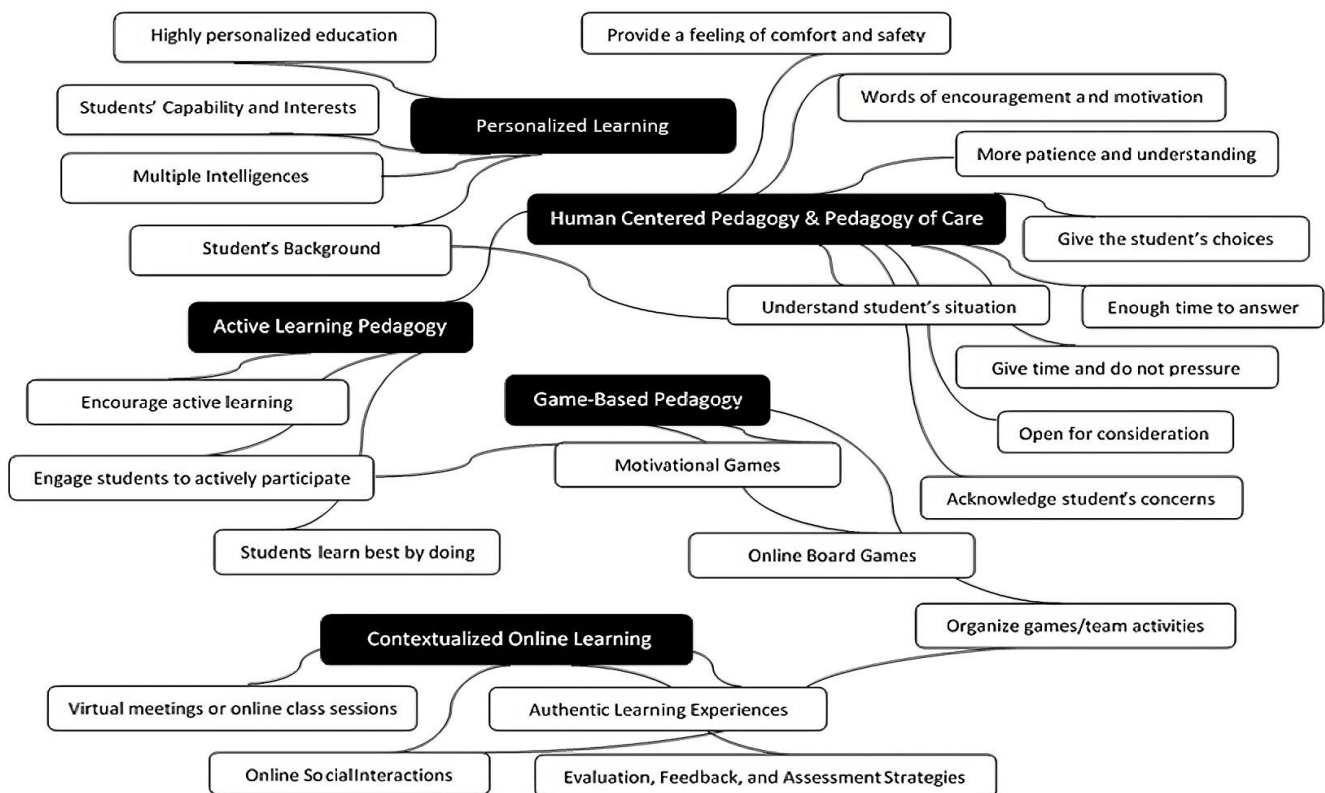 Highly personalized education
Provide a feeling of comfort and safety
Students’ Capability and Interests
Words of encouragement and motivation
Personalized Learning
More patience and understanding
Multiple Intelligences
Human Centered Pedagogy & Pedagogy of Care
Give the student’s choices
Student’s Background
Understand student’s situation
Enough time to answer
Active Learning Pedagogy
Give time and do not pressure
Encourage active learning
Game-Based Pedagogy
Open for consideration
Motivational Games
Engage students to actively participate
Acknowledge student’s concerns
Students learn best by doing
Online Board Games
Organize games/team activities
Contextualized Online Learning
Virtual meetings or online class sessions
Authentic Learning Experiences
Online Social Interactions
Evaluation, Feedback, and Assessment Strategies